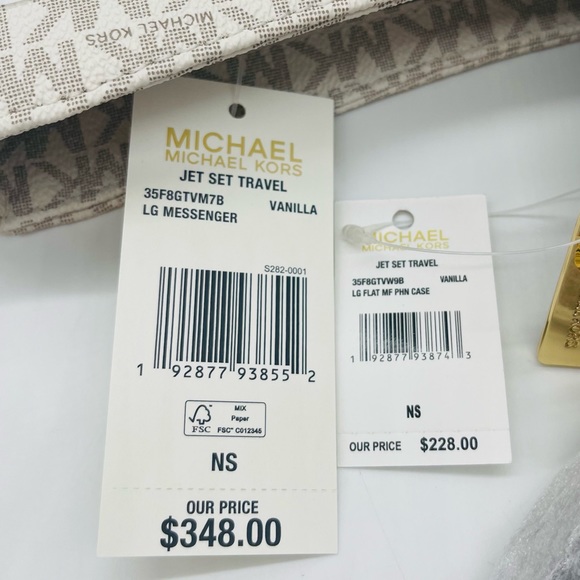 MICHAEL KORS
MICHAEL
MICHAEL KORS
JET SET TRAVEL
35F8GTVM7B VANILLA
LG MESSENGER
S282-0001
1 92877 93855 2
FSC
MIX
Paper
FSC™ C012345
NS
OUR PRICE
$348.00
MICHAEL
MICHAEL KORS
JET SET TRAVEL
35F8GTVW9B VANILLA
LG FLAT MF PHN CASE
1 92877 93874 3
NS
OUR PRICE $228.00